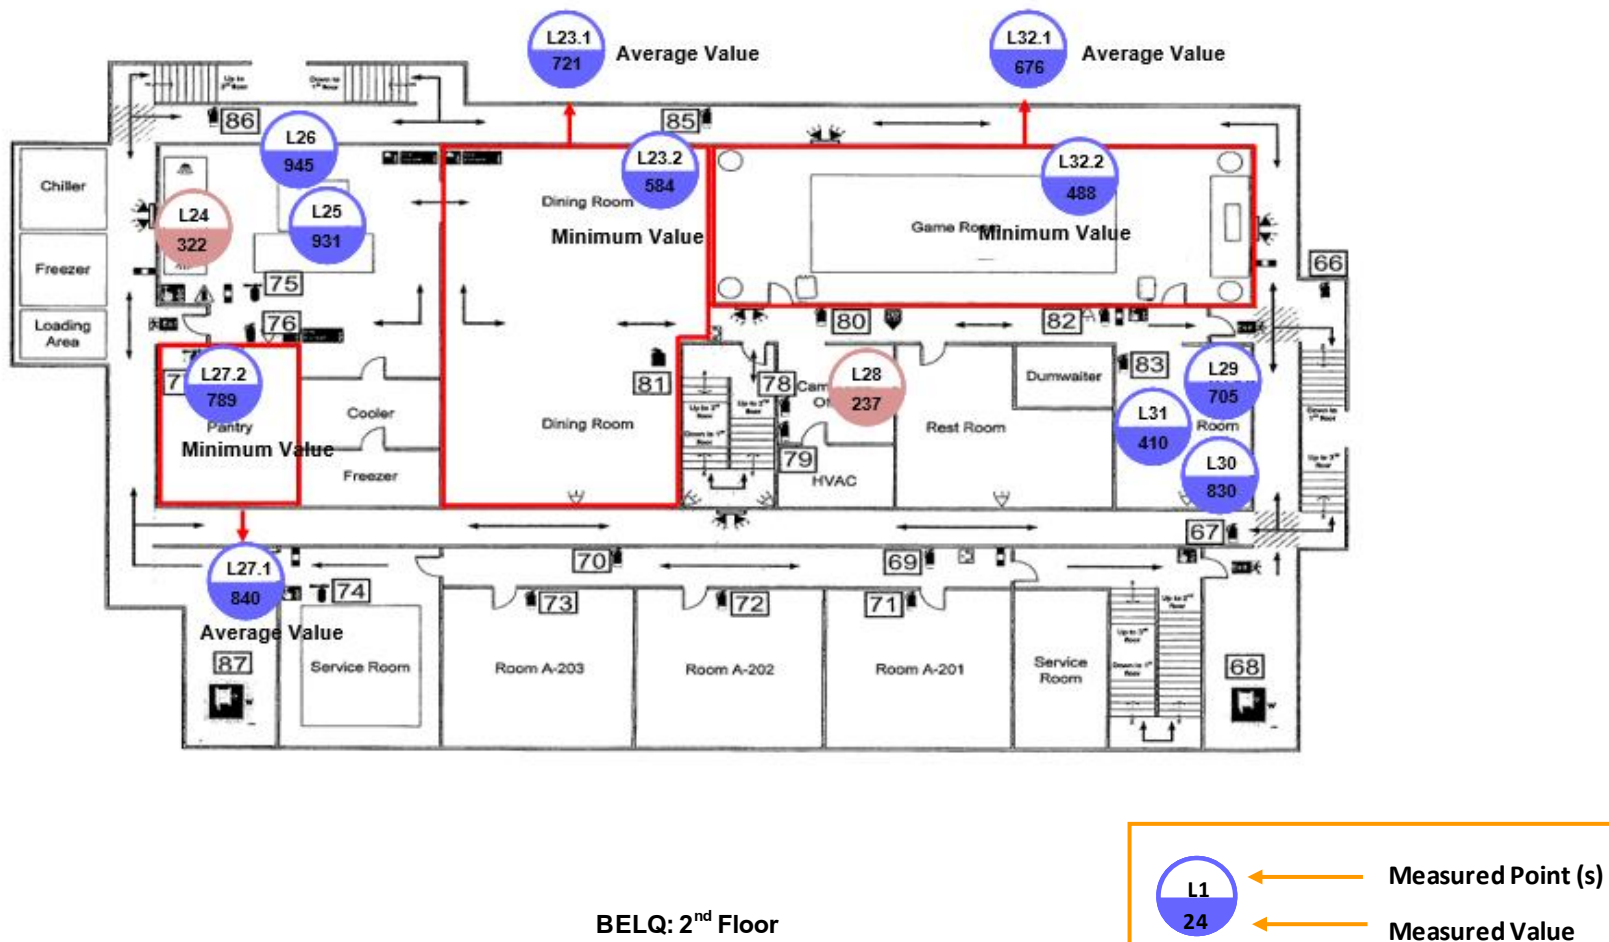 L23.1
721
Average Value
L32.1
676
Average Value
Up to
Down to
86
85
L26
945
L23.2
584
L32.2
488
Chiller
L24
322
L25
931
Dining Room
Minimum Value
Game Room
Minimum Value
Freezer
66
75
Loading
Area
76
80
82
L27.2
789
Pantry
Minimum Value
Cooler
Freezer
81
Dining Room
78
L28
237
79
HVAC
Rest Room
Dumwaiter
83
L29
705
L31
410
Room
L30
830
67
L27.1
840
Average Value
70
69
74
73
72
71
87
Service Room
Room A-203
Room A-202
Room A-201
Service
Room
68
L1
24
Measured Point (s)
Measured Value
BELQ: 2nd Floor